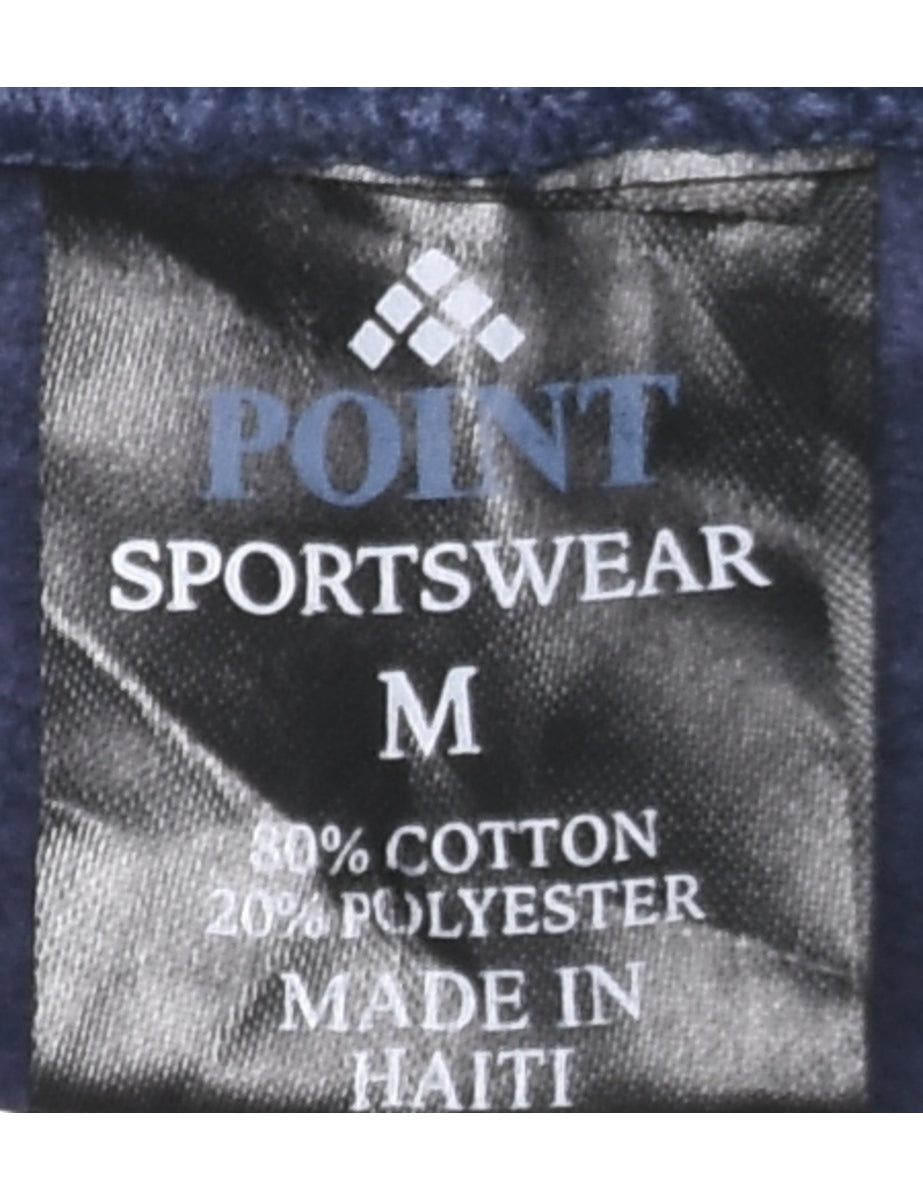 POINT
SPORTSWEAR
M
80% COTTON
20% POLYESTER
MADE IN
HAITI